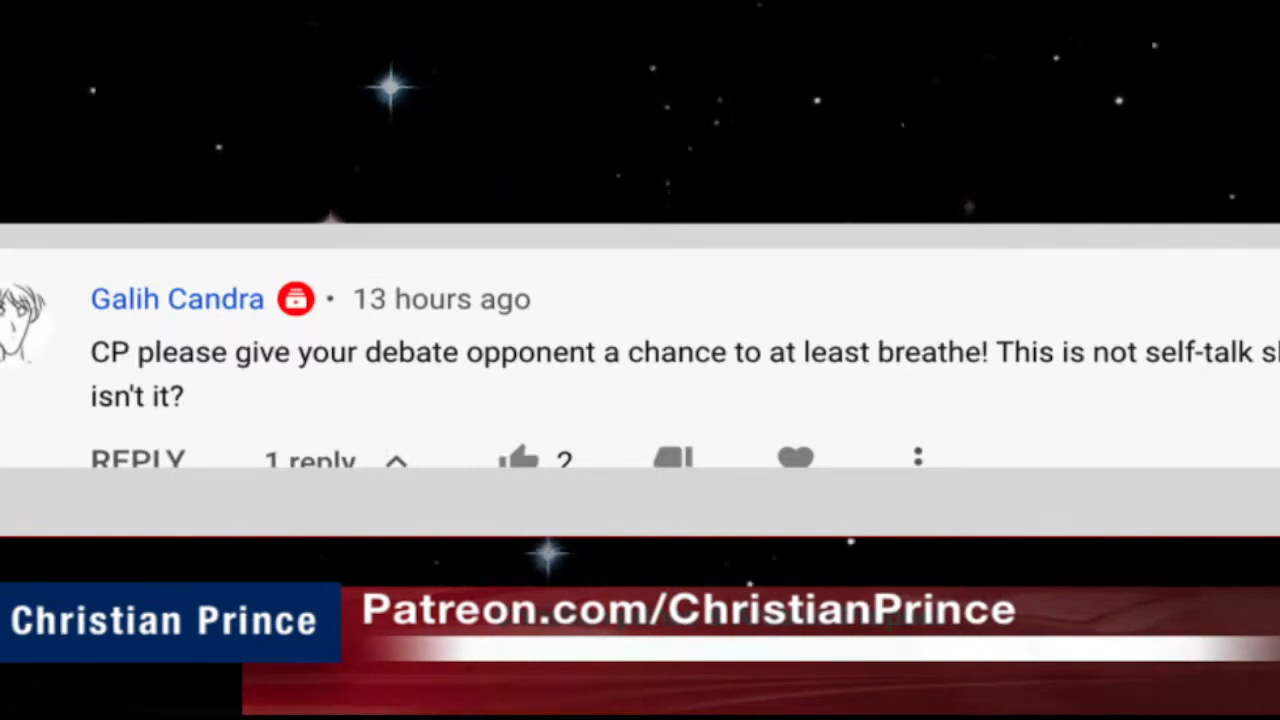 Galih Candra • 13 hours ago
CP please give your debate opponent a chance to at least breathe! This is not self-talk
isn't it?
REPLY 1 reply 2
Christian Prince
Patreon.com/ChristianPrince